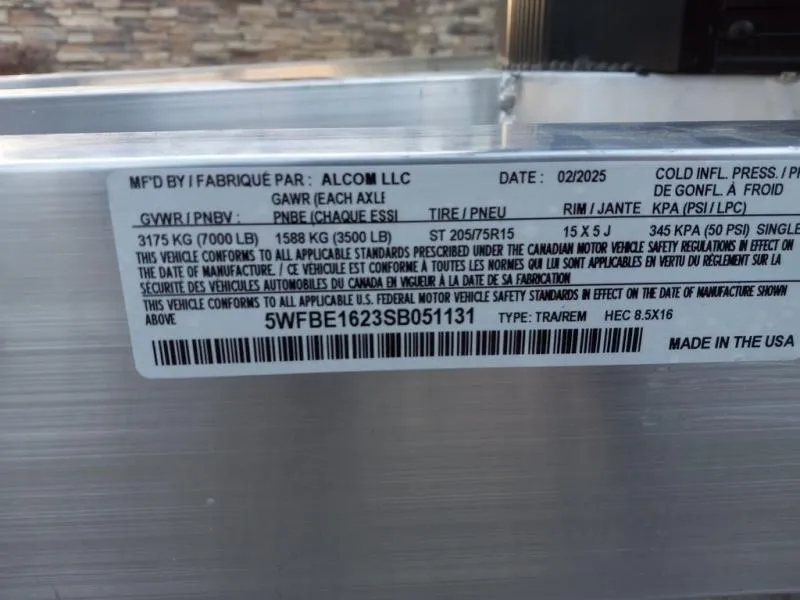 MF'D BY / FABRIQUÉ PAR : ALCOM LLC DATE : 02/2025 COLD INFL. PRESS. /
DE GONFL. À FROID
GAWR (EACH AXLE
GVWR / PNBV : PNBE (CHAQUE ESSI TIRE / PNEU RIM / JANTE KPA (PSI / LPC)
3175 KG (7000 LB) 1588 KG (3500 LB) ST 205/75R15 15 X 5 J 345 KPA (50 PSI) SINGLE
THIS VEHICLE CONFORMS TO ALL APPLICABLE STANDARDS PRESCRIBED UNDER THE CANADIAN MOTOR VEHICLE SAFETY REGULATIONS IN EFFECT ON
THE DATE OF MANUFACTURE. / CE VÉHICULE EST CONFORME À TOUTES LES NORMES QUI LUI SONT APPLICABLES EN VERTU DU RÈGLEMENT SUR LA
SÉCURITÉ DES VÉHICULES AUTOMOBILES DU CANADA EN VIGUEUR À LA DATE DE SA FABRICATION
THIS VEHICLE CONFORMS TO ALL APPLICABLE U.S. FEDERAL MOTOR VEHICLE SAFETY STANDARDS IN EFFECT ON THE DATE OF MANUFACTURE SHOWN
ABOVE 5WFBE1623SB051131 TYPE: TRA/REM HEC 8.5X16
MADE IN THE USA